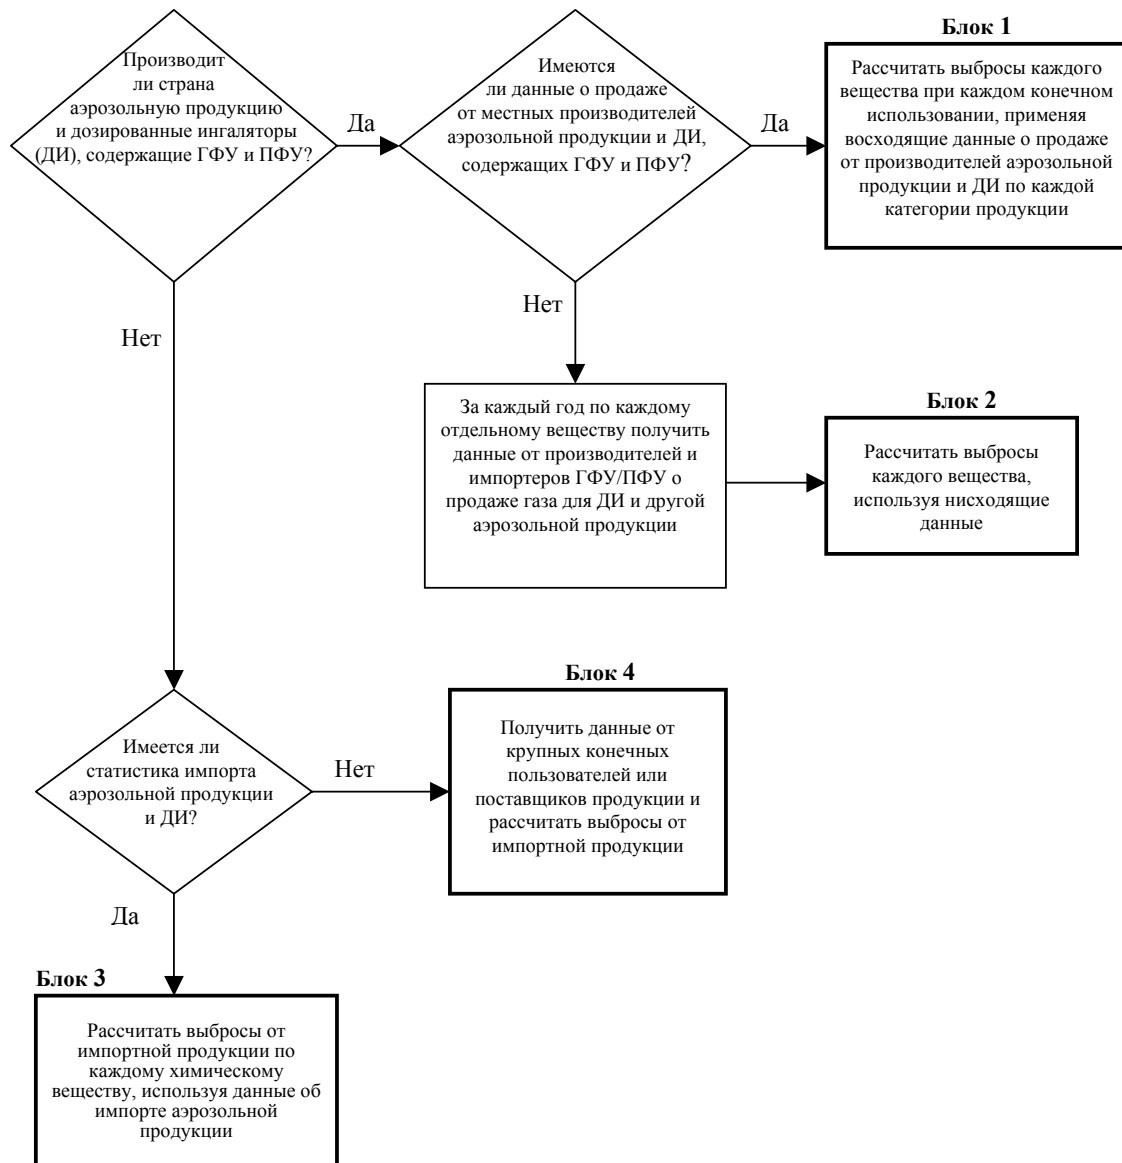 Блок 1
Производит
ли страна
аэрозольную продукцию
и дозированные ингаляторы
(ДИ), содержащие ГФУ и ПФУ?
Да
Имеются
ли данные о продаже
от местных производителей
аэрозольной продукции и ДИ,
содержащих ГФУ и ПФУ?
Да
Рассчитать выбросы каждого
вещества при каждом конечном
использовании, применяя
восходящие данные о продаже
от производителей аэрозольной
продукции и ДИ по каждой
категории продукции
Нет
Нет
За каждый год по каждому
отдельному веществу получить
данные от производителей и
импортеров ГФУ/ПФУ о
продаже газа для ДИ и другой
аэрозольной продукции
Блок 2
Рассчитать выбросы
каждого вещества,
используя нисходящие
данные
Имеется ли
статистика импорта
аэрозольной продукции
и ДИ?
Нет
Блок 4
Получить данные от
крупных конечных
пользователей или
поставщиков продукции и
рассчитать выбросы от
импортной продукции
Да
Блок 3
Рассчитать выбросы от
импортной продукции по
каждому химическому
веществу, используя данные об
импорте аэрозольной
продукции